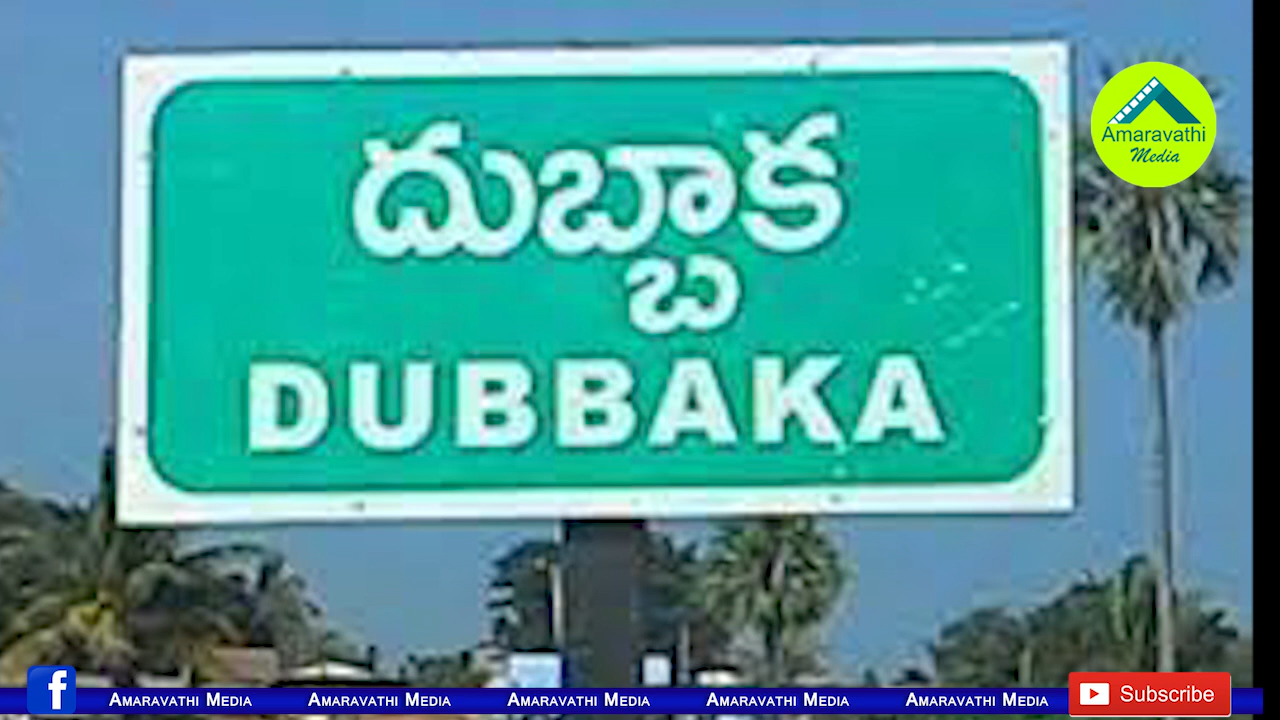 దుబ్బాక
DUBBAKA
Amaravathi
Media
f
AMARAVATHI MEDIA AMARAVATHI MEDIA AMARAVATHI MEDIA AMARAVATHI MEDIA AMARAVATHI MEDIA
Subscribe